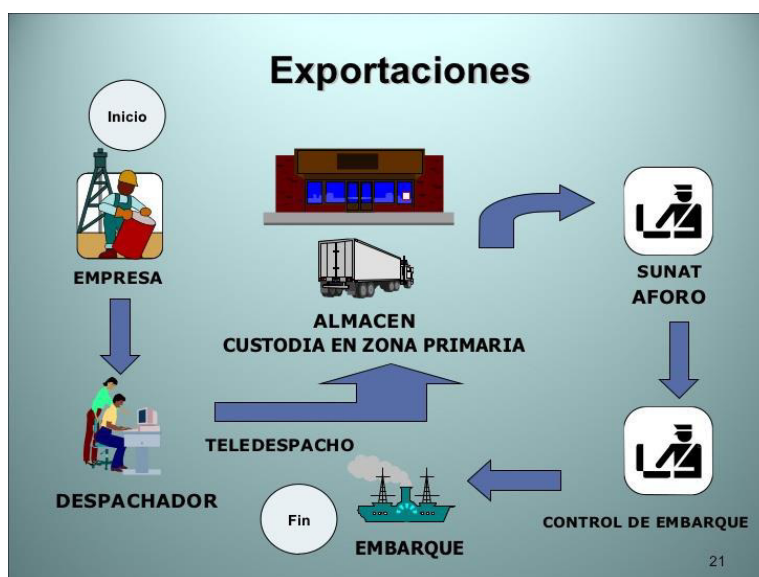 Exportaciones
Inicio
EMPRESA
ALMACEN
CUSTODIA EN ZONA PRIMARIA
SUNAT
AFORO
TELEDESPACHO
DESPACHADOR
Fin
EMBARQUE
CONTROL DE EMBARQUE
21